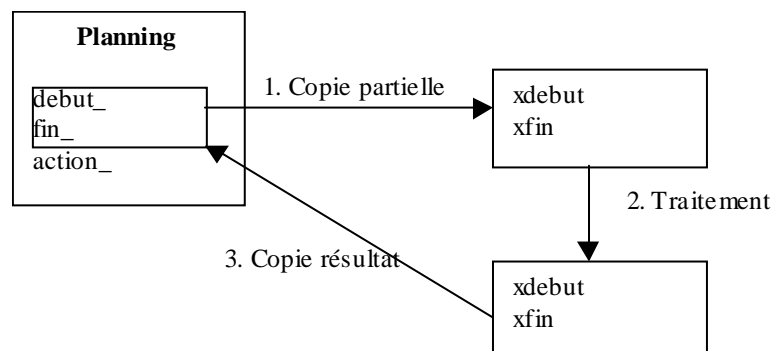 Planning
debut_
fin_
action_
1. Copie partielle
xdebut
xfin
2. Traitement
3. Copie résultat
xdebut
xfin